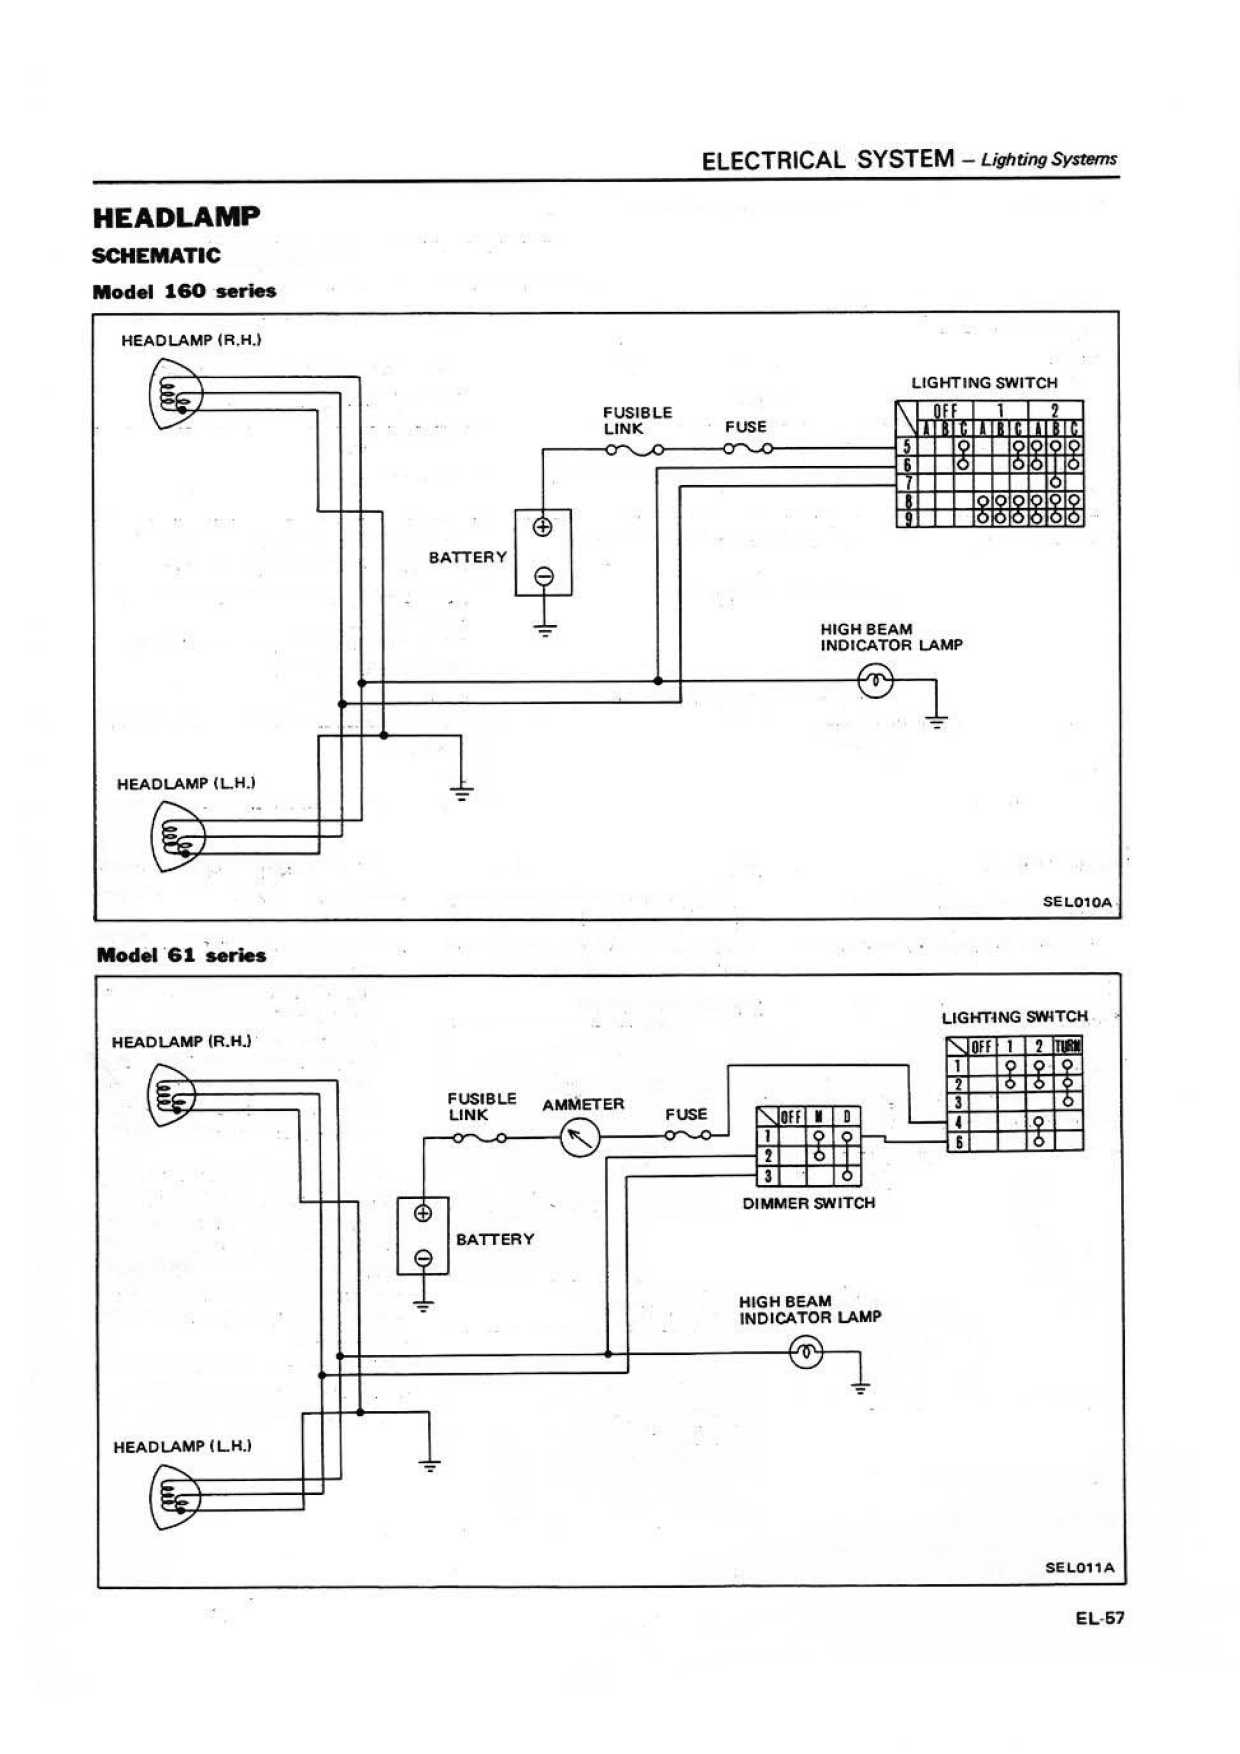 ELECTRICAL SYSTEM — Lighting Systems
HEADLAMP
SCHEMATIC
Model 160 series
HEADLAMP (R.H.)
LIGHTING SWITCH
FUSIBLE
LINK
FUSE
OFF 1 2
A B C A B C A B C
5
6
7
8
9
BATTERY
+
−
HIGH BEAM
INDICATOR LAMP
HEADLAMP (L.H.)
SEL010A
Model 61 series
LIGHTING SWITCH
HEADLAMP (R.H.)
OFF 1 2 TURN
1
2
3
4
FUSIBLE
LINK
AMMETER
FUSE
OFF D
1
2
3
DIMMER SWITCH
BATTERY
+
−
HIGH BEAM
INDICATOR LAMP
HEADLAMP (L.H.)
SEL011A
EL-57